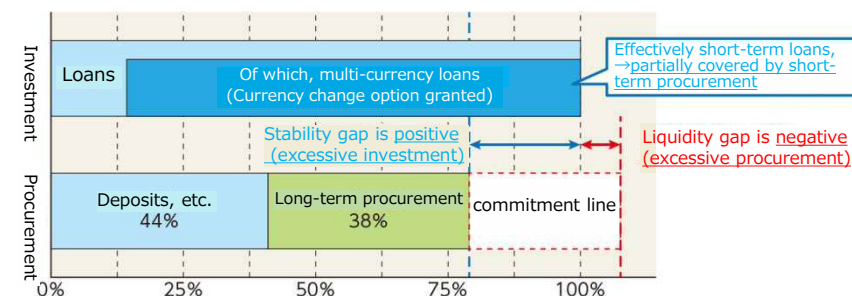 Investment
Loans
Of which, multi-currency loans
(Currency change option granted)
Effectively short-term loans,
→partially covered by short-
term procurement
Stability gap is positive
(excessive investment)
Liquidity gap is negative
(excessive procurement)
Procurement
Deposits, etc.
44%
Long-term procurement
38%
commitment line
0%
25%
50%
75%
100%